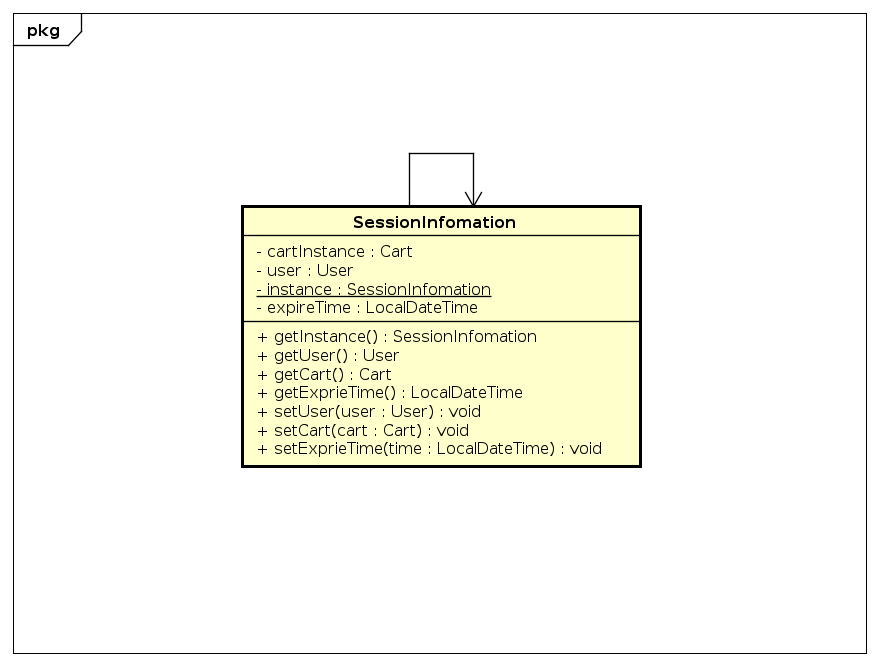 pkg
SessionInfomation
- cartInstance : Cart
- user : User
- instance : SessionInfomation
- expireTime : LocalDateTime
+ getInstance() : SessionInfomation
+ getUser() : User
+ getCart() : Cart
+ getExprieTime() : LocalDateTime
+ setUser(user : User) : void
+ setCart(cart : Cart) : void
+ setExprieTime(time : LocalDateTime) : void